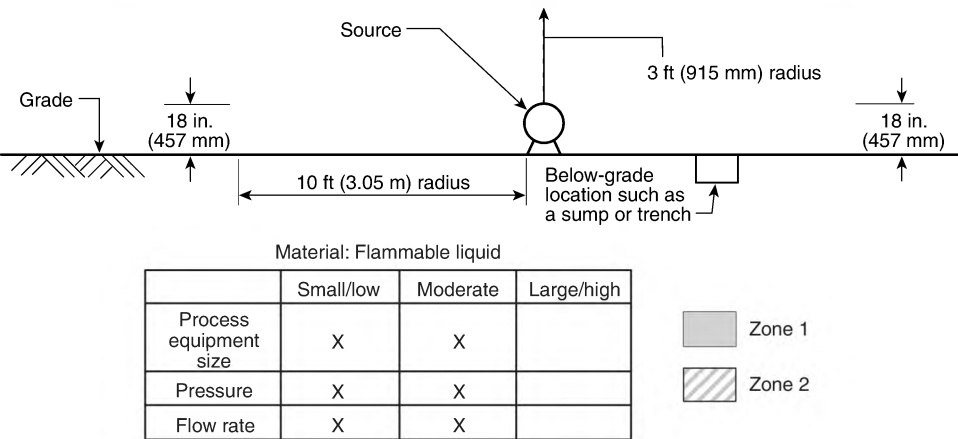 Source
3 ft (915 mm) radius
Grade
18 in.
(457 mm)
18 in.
(457 mm)
10 ft (3.05 m) radius
Below-grade
location such as
a sump or trench
Material: Flammable liquid
Small/low Moderate Large/high
Process
equipment
size
X X
Pressure X X
Flow rate X X
Zone 1
Zone 2